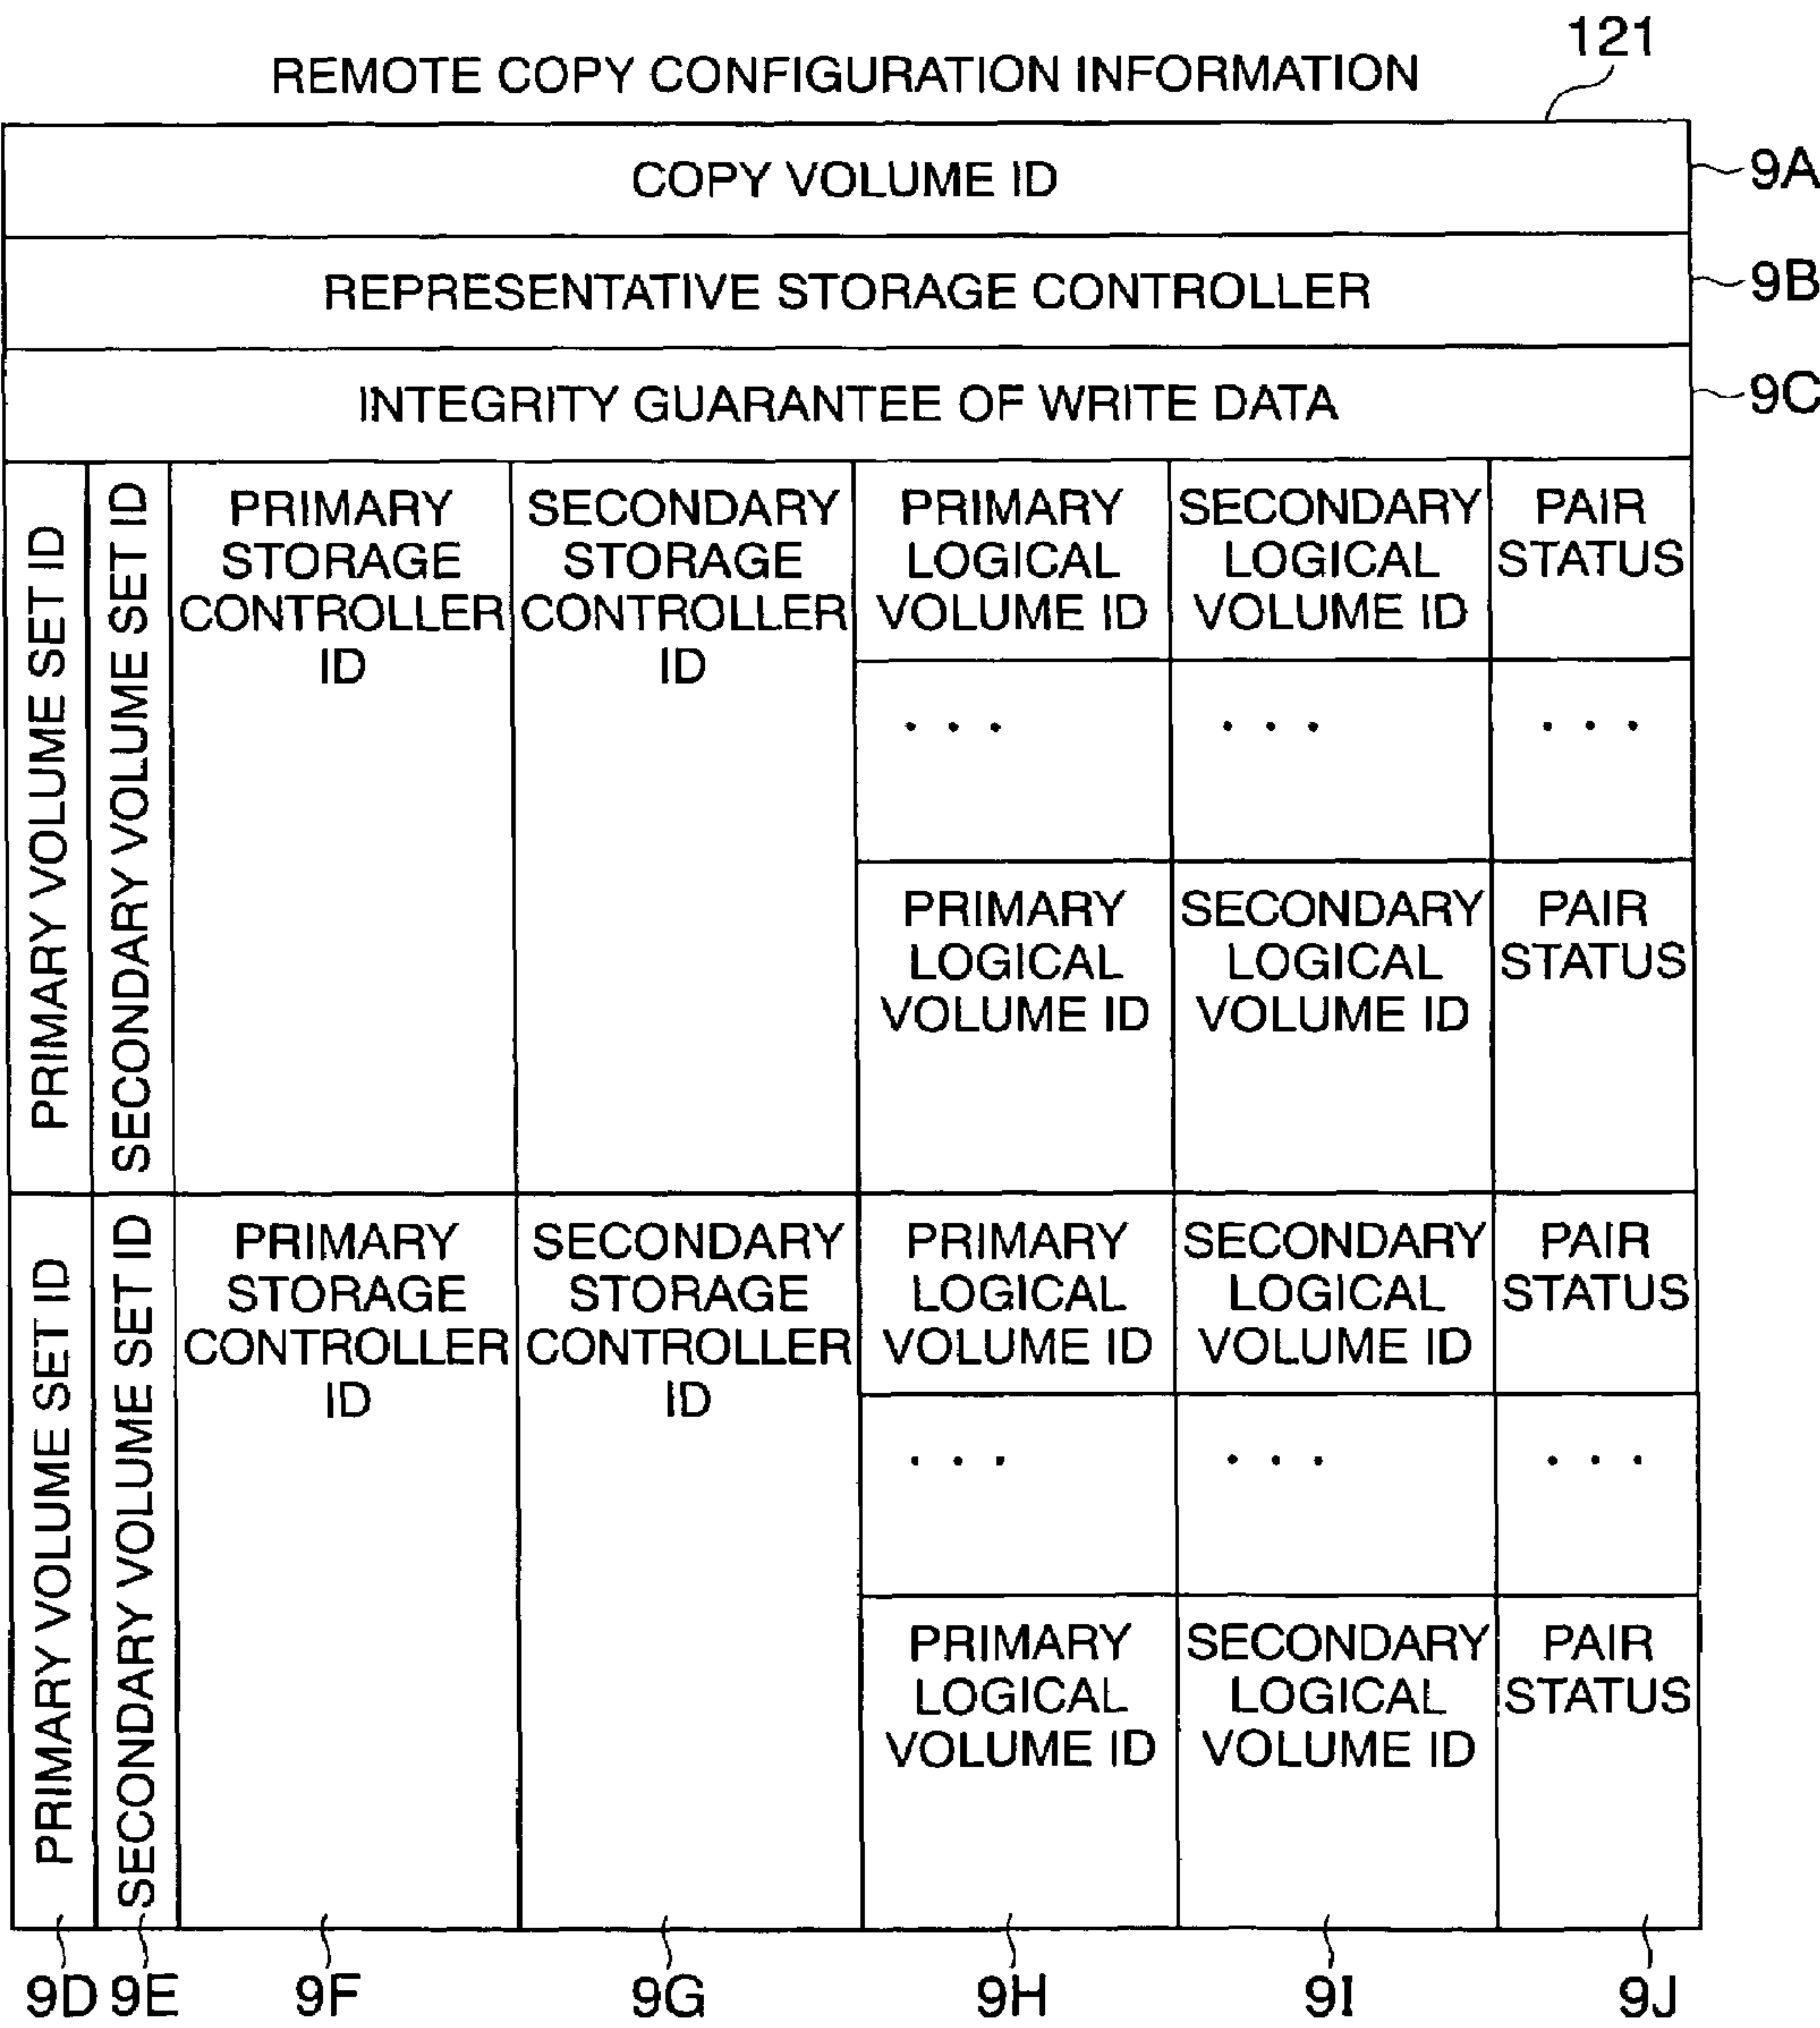 121
REMOTE COPY CONFIGURATION INFORMATION
COPY VOLUME ID
9A
REPRESENTATIVE STORAGE CONTROLLER
9B
INTEGRITY GUARANTEE OF WRITE DATA
9C
PRIMARY VOLUME SET ID
SECONDARY VOLUME SET ID
PRIMARY
STORAGE
CONTROLLER
ID
SECONDARY
STORAGE
CONTROLLER
ID
PRIMARY
LOGICAL
VOLUME ID
SECONDARY
LOGICAL
VOLUME ID
PAIR
STATUS
. . .
. . .
. . .
PRIMARY
LOGICAL
VOLUME ID
SECONDARY
LOGICAL
VOLUME ID
PAIR
STATUS
PRIMARY VOLUME SET ID
SECONDARY VOLUME SET ID
PRIMARY
STORAGE
CONTROLLER
ID
SECONDARY
STORAGE
CONTROLLER
ID
PRIMARY
LOGICAL
VOLUME ID
SECONDARY
LOGICAL
VOLUME ID
PAIR
STATUS
. . .
. . .
. . .
PRIMARY
LOGICAL
VOLUME ID
SECONDARY
LOGICAL
VOLUME ID
PAIR
STATUS
9D
9E
9F
9G
9H
9I
9J